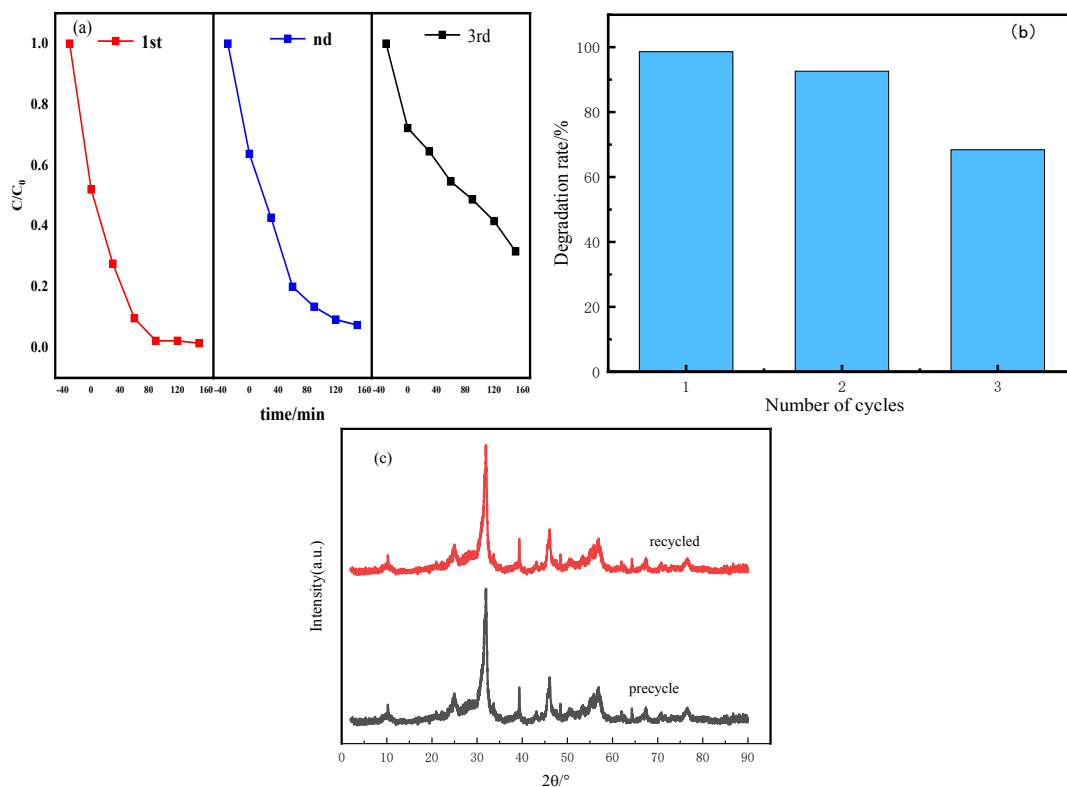 (a)
1st
nd
3rd
1.0
0.8
0.6
0.4
0.2
0.0
C/C₀
-40 0 40 80 120 160
-40 0 40 80 120 160
-40 0 40 80 120 160
time/min
(b)
100
80
60
40
20
0
Degradation rate/%
1 2 3
Number of cycles
(c)
recycled
precycle
Intensity(a.u.)
0 10 20 30 40 50 60 70 80 90
2θ/°